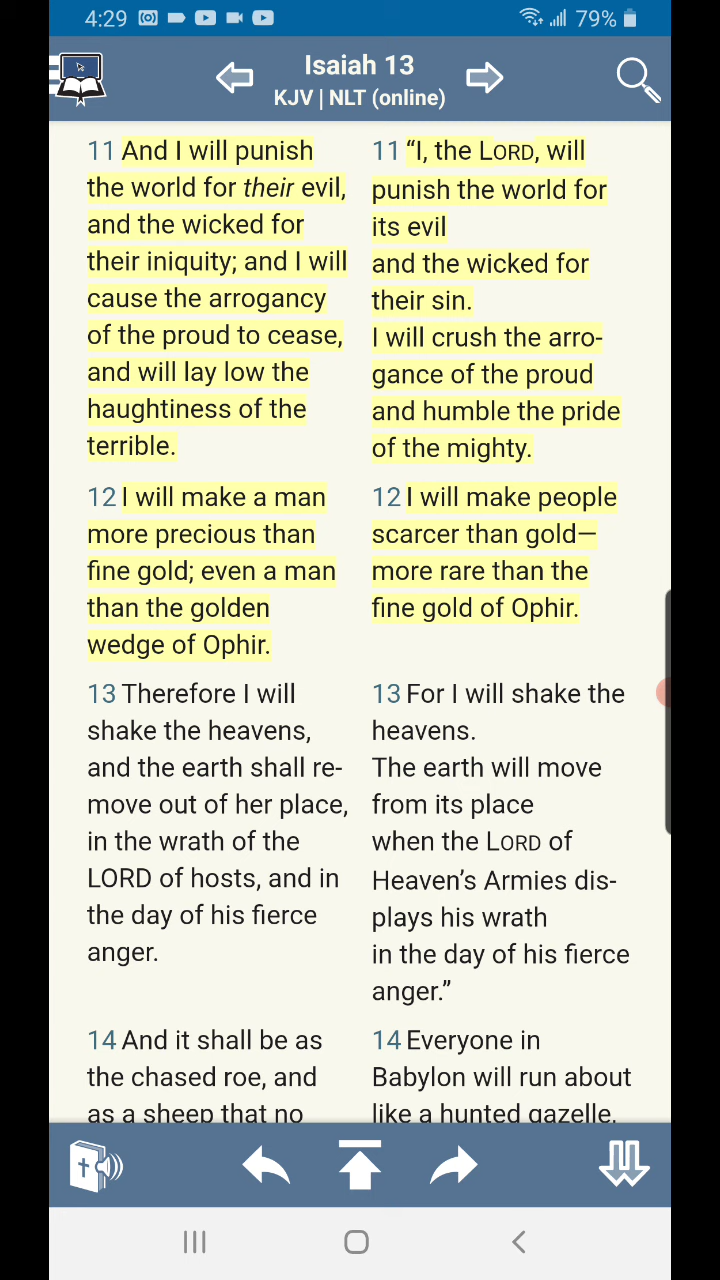 4:29
79%
Isaiah 13
KJV | NLT (online)
11 And I will punish
the world for their evil,
and the wicked for
their iniquity; and I will
cause the arrogancy
of the proud to cease,
and will lay low the
haughtiness of the
terrible.
12 I will make a man
more precious than
fine gold; even a man
than the golden
wedge of Ophir.
13 Therefore I will
shake the heavens,
and the earth shall re-
move out of her place,
in the wrath of the
LORD of hosts, and in
the day of his fierce
anger.
14 And it shall be as
the chased roe, and
as a sheep that no
11 “I, the LORD, will
punish the world for
its evil
and the wicked for
their sin.
I will crush the arro-
gance of the proud
and humble the pride
of the mighty.
12 I will make people
scarcer than gold—
more rare than the
fine gold of Ophir.
13 For I will shake the
heavens.
The earth will move
from its place
when the LORD of
Heaven’s Armies dis-
plays his wrath
in the day of his fierce
anger.”
14 Everyone in
Babylon will run about
like a hunted gazelle,